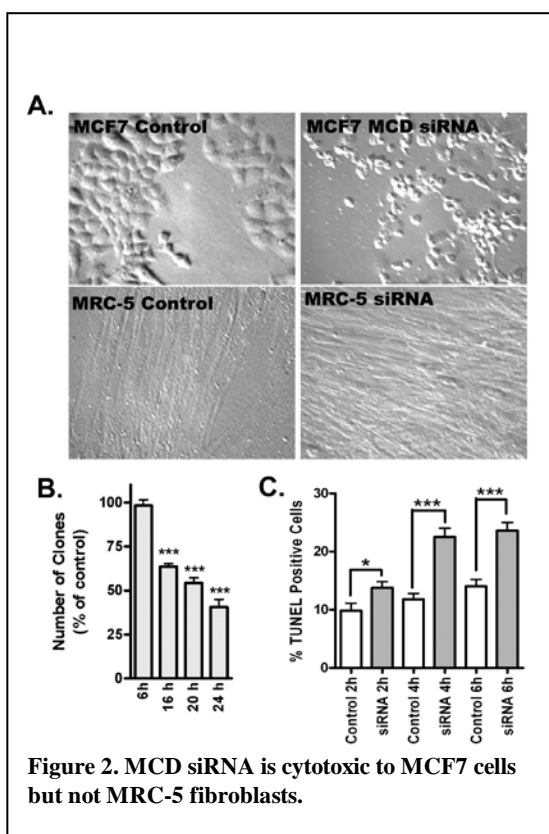 A.
MCF7 Control
MCF7 MCD siRNA
MRC-5 Control
MRC-5 siRNA
B.
Number of Clones
(% of control)
100
75
50
25
0
***
***
***
6h
16 h
20 h
24 h
C.
% TUNEL Positive Cells
30
20
10
0
*
***
***
Control 2h
siRNA 2h
Control 4h
siRNA 4h
Control 6h
siRNA 6h
Figure 2. MCD siRNA is cytotoxic to MCF7 cells
but not MRC-5 fibroblasts.